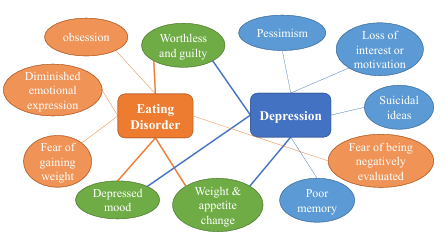 obsession
Worthless
and guilty
Pessimism
Loss of
interest or
motivation
Diminished
emotional
expression
Eating
Disorder
Depression
Suicidal
ideas
Fear of
gaining
weight
Fear of being
negatively
evaluated
Depressed
mood
Weight &
appetite
change
Poor
memory